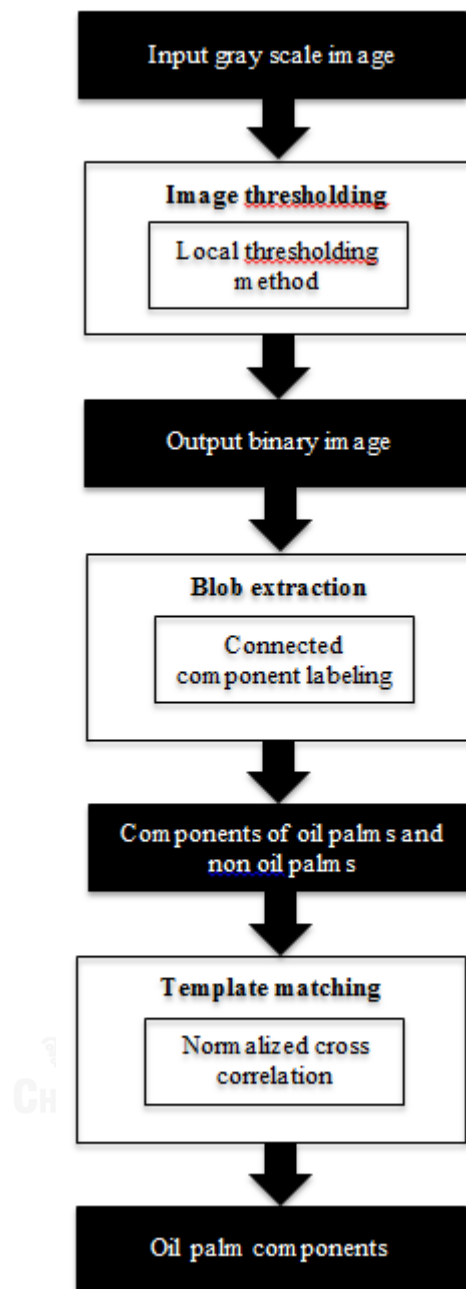 Input gray scale image
Image thresholding
Local thresholding
method
Output binary image
Blob extraction
Connected
component labeling
Components of oil palms and
non oil palms
Template matching
Normalized cross
correlation
CH
Oil palm components